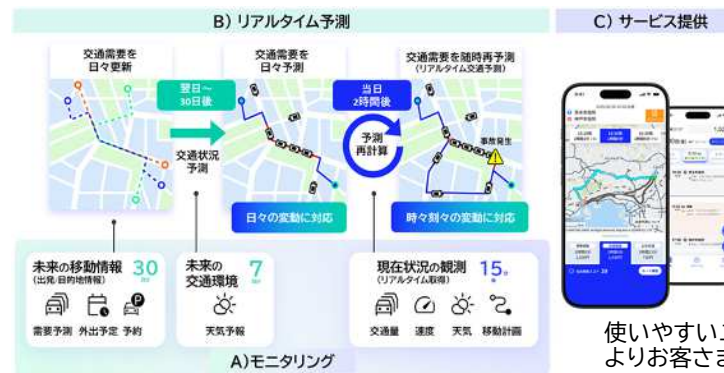 B) リアルタイム予測
C) サービス提供
交通需要を
日々更新
翌日〜
30日後
交通状況
予測
交通需要を
日々予測
日々の変動に対応
当日
2時間後
予測
再計算
交通需要を随時再予測
(リアルタイム交通予測)
事故発生
時々刻々の変動に対応
未来の移動情報 30
(出発/目的地情報)
需要予測 外出予定 予約
未来の 7
交通環境
天気予報
現在状況の観測 15分
(リアルタイム取得)
交通量 速度 天気 移動計画
A)モニタリング
使いやすい
よりお客さま